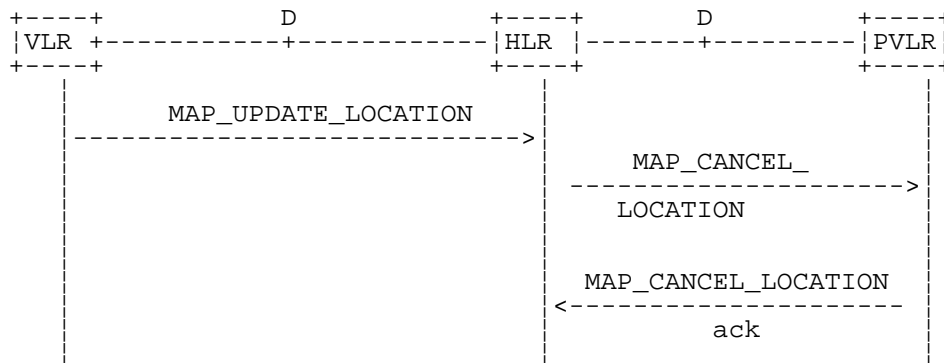 D D
VLR HLR PVLR
MAP_UPDATE_LOCATION
MAP_CANCEL_
LOCATION
MAP_CANCEL_LOCATION
ack